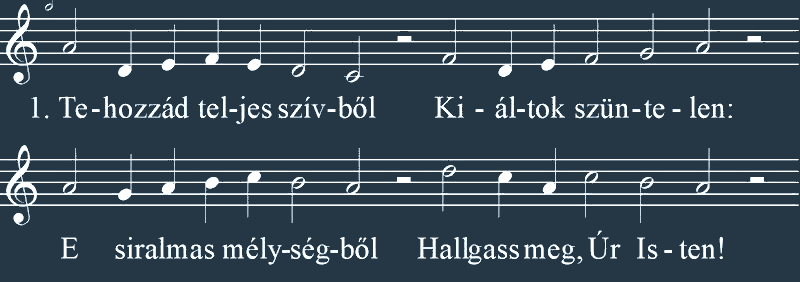 1. Te-hozzád tel-jes szív-ből Ki - ál-tok szün-te - len:
E siralmas mély-ség-ből Hallgass meg, Úr Is - ten!